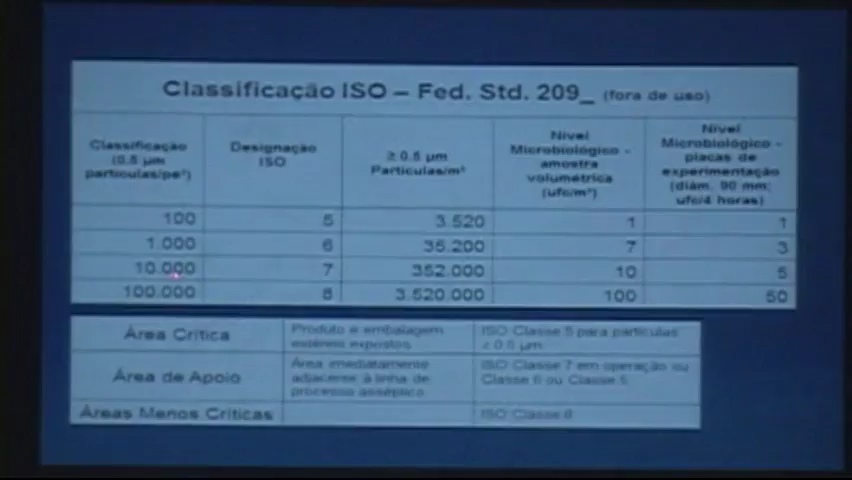 Classificação ISO – Fed. Std. 209_ (fora de uso)
Classificação (0,5 µm partículas/pe³)
Designação ISO
≥ 0.5 µm Partículas/m³
Nível Microbiológico - amostra volumétrica (ufc/m³)
Nível Microbiológico - placas de experimentação (diâm. 90 mm; ufc/4 horas)
100 5 3.520 1 1
1.000 6 35.200 7 3
10.000 7 352.000 10 5
100.000 8 3.520.000 100 50
Área Crítica
Produto e embalagem estéreis expostos
ISO Classe 5 para partículas ≥ 0.5 µm
Área de Apoio
Área imediatamente adjacente à linha de processo asséptico
ISO Classe 7 em operação ou Classe 6 ou Classe 5
Áreas Menos Críticas
ISO Classe 8